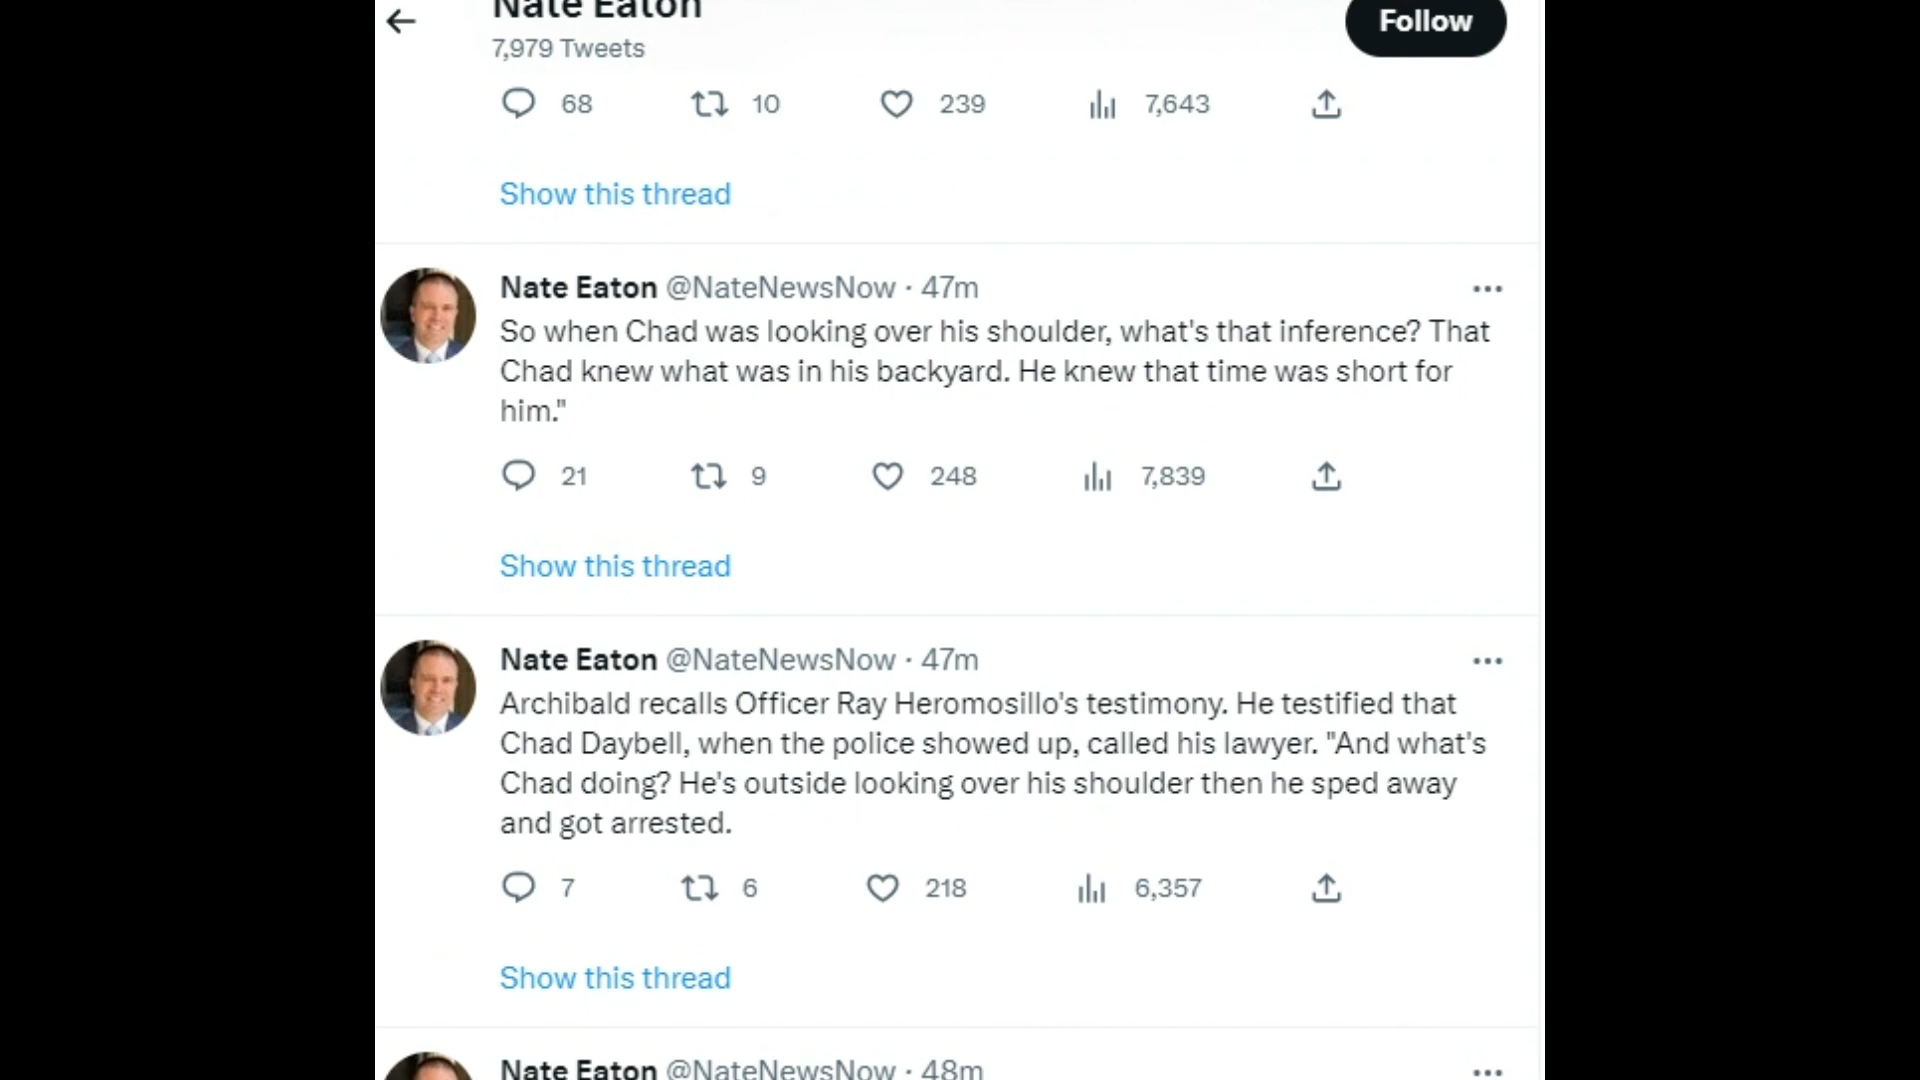 Nate Eaton
Follow
7,979 Tweets
68 10 239 7,643
Show this thread
Nate Eaton @NateNewsNow · 47m
So when Chad was looking over his shoulder, what's that inference? That
Chad knew what was in his backyard. He knew that time was short for
him."
21 9 248 7,839
Show this thread
Nate Eaton @NateNewsNow · 47m
Archibald recalls Officer Ray Heromosillo's testimony. He testified that
Chad Daybell, when the police showed up, called his lawyer. "And what's
Chad doing? He's outside looking over his shoulder then he sped away
and got arrested.
7 6 218 6,357
Show this thread
Nate Eaton @NateNewsNow · 48m